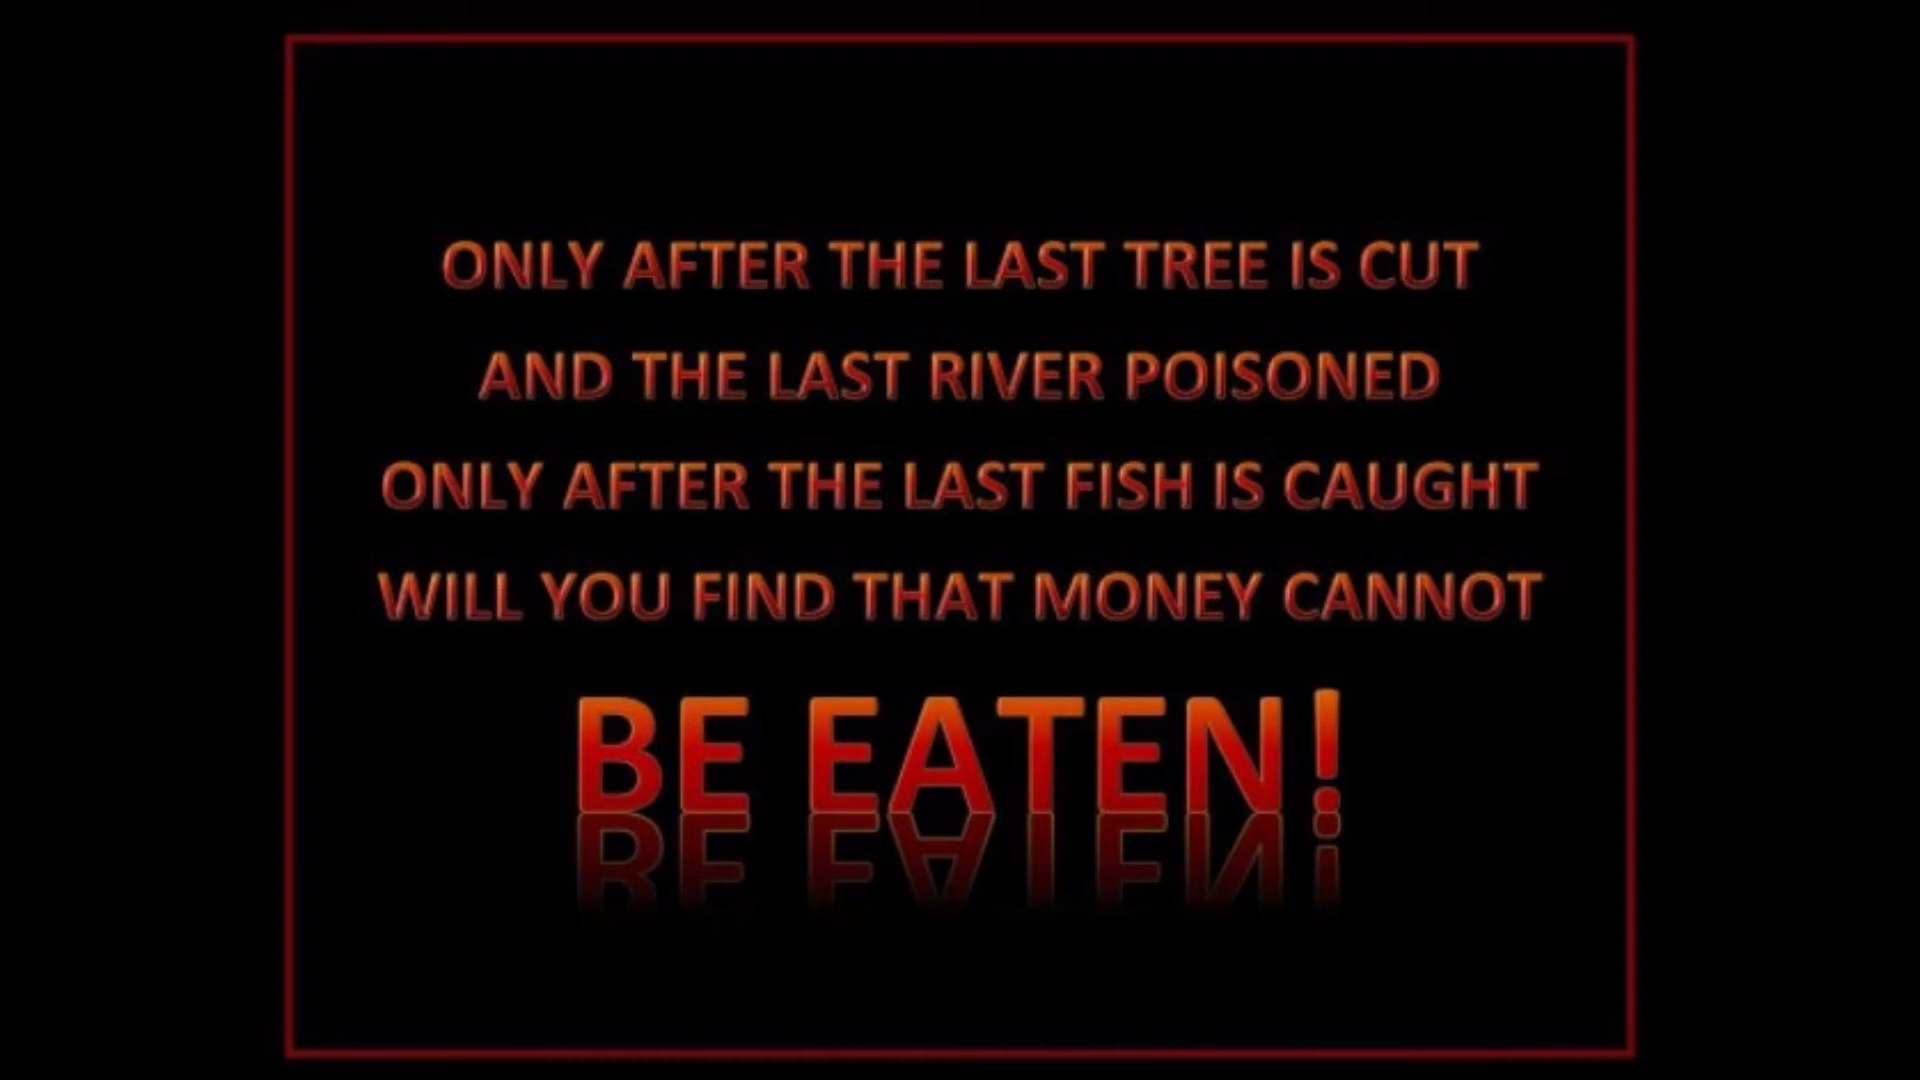 ONLY AFTER THE LAST TREE IS CUT
AND THE LAST RIVER POISONED
ONLY AFTER THE LAST FISH IS CAUGHT
WILL YOU FIND THAT MONEY CANNOT
BE EATEN!